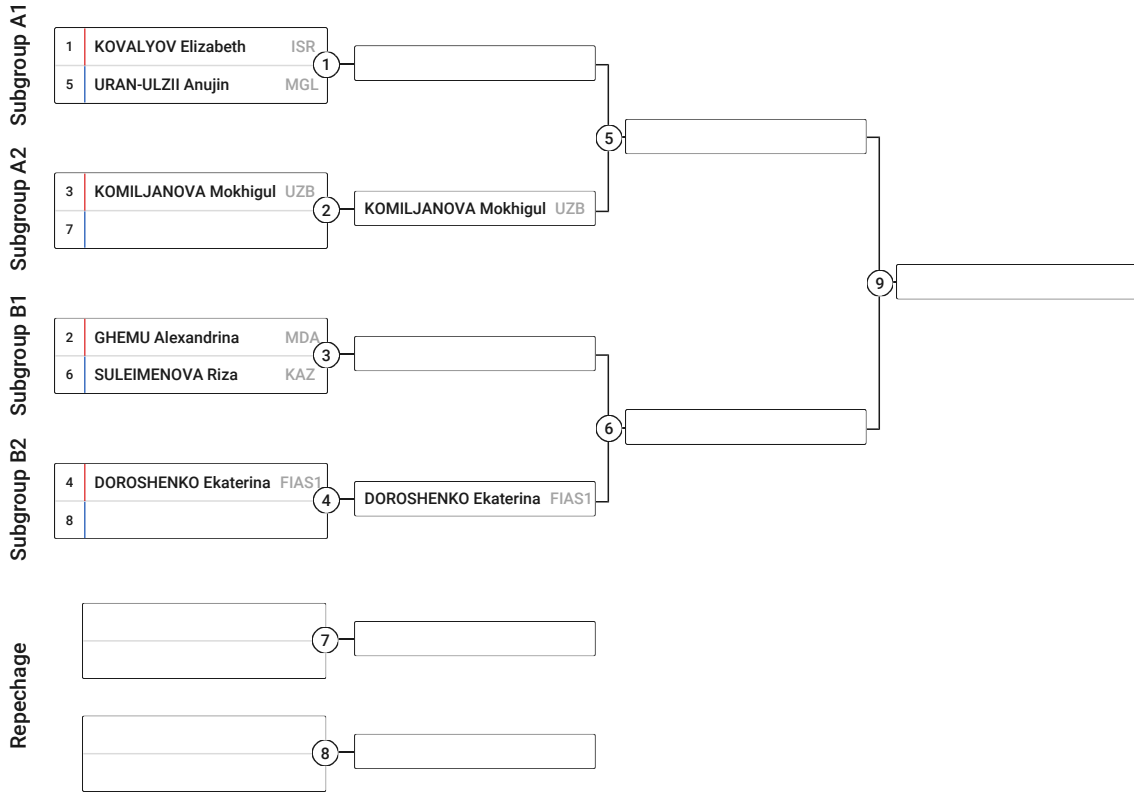 Subgroup A1
1 KOVALYOV Elizabeth ISR
5 URAN-ULZII Anujin MGL
1
5
Subgroup A2
3 KOMILJANOVA Mokhigul UZB
7
2
KOMILJANOVA Mokhigul UZB
9
Subgroup B1
2 GHEMU Alexandrina MDA
6 SULEIMENOVA Riza KAZ
3
6
Subgroup B2
4 DOROSHENKO Ekaterina FIAS1
8
4
DOROSHENKO Ekaterina FIAS1
Repechage
7
8